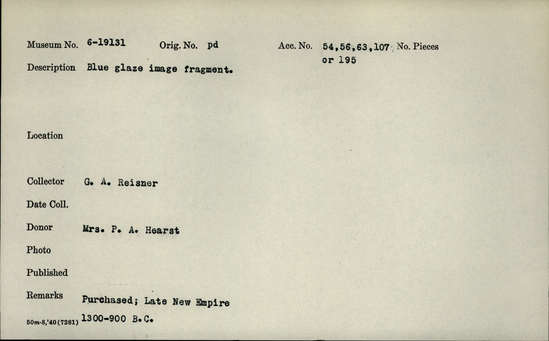 Museum No. 6-19131 Orig. No. pd Acc. No. 54,56,63,107 No. Pieces
or 195
Description Blue glaze image fragment.
Location
Collector G. A. Reisner
Date Coll.
Donor Mrs. P. A. Hearst
Photo
Published
Remarks Purchased; Late New Empire
50m-8,'40(7261) 1300-900 B.C.